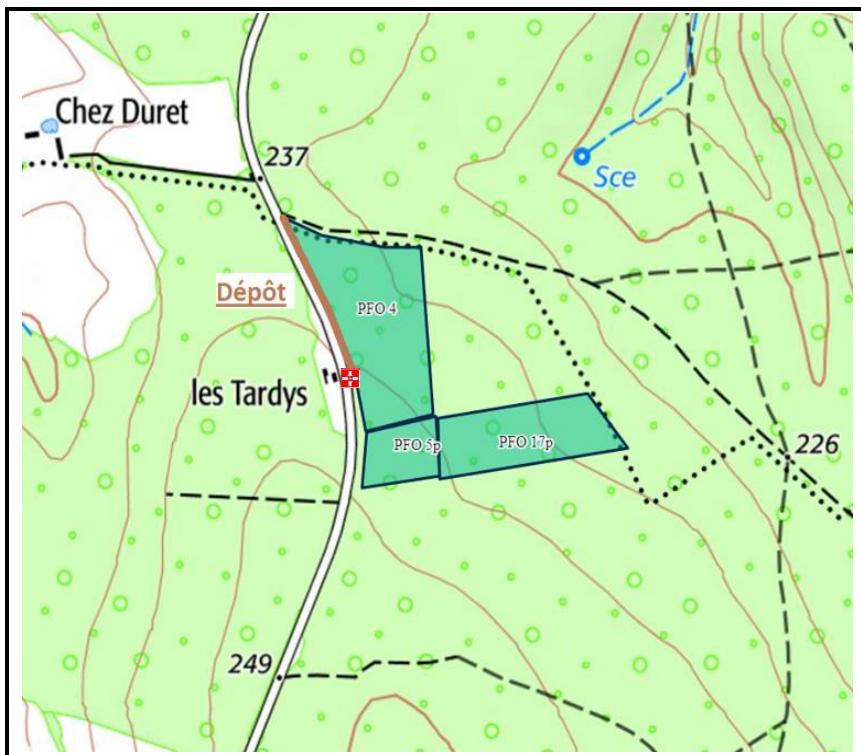 Chez Duret
237
Sce
Dépôt
PFO 4
les Tardys
PFO 5p
PFO 17p
226
249